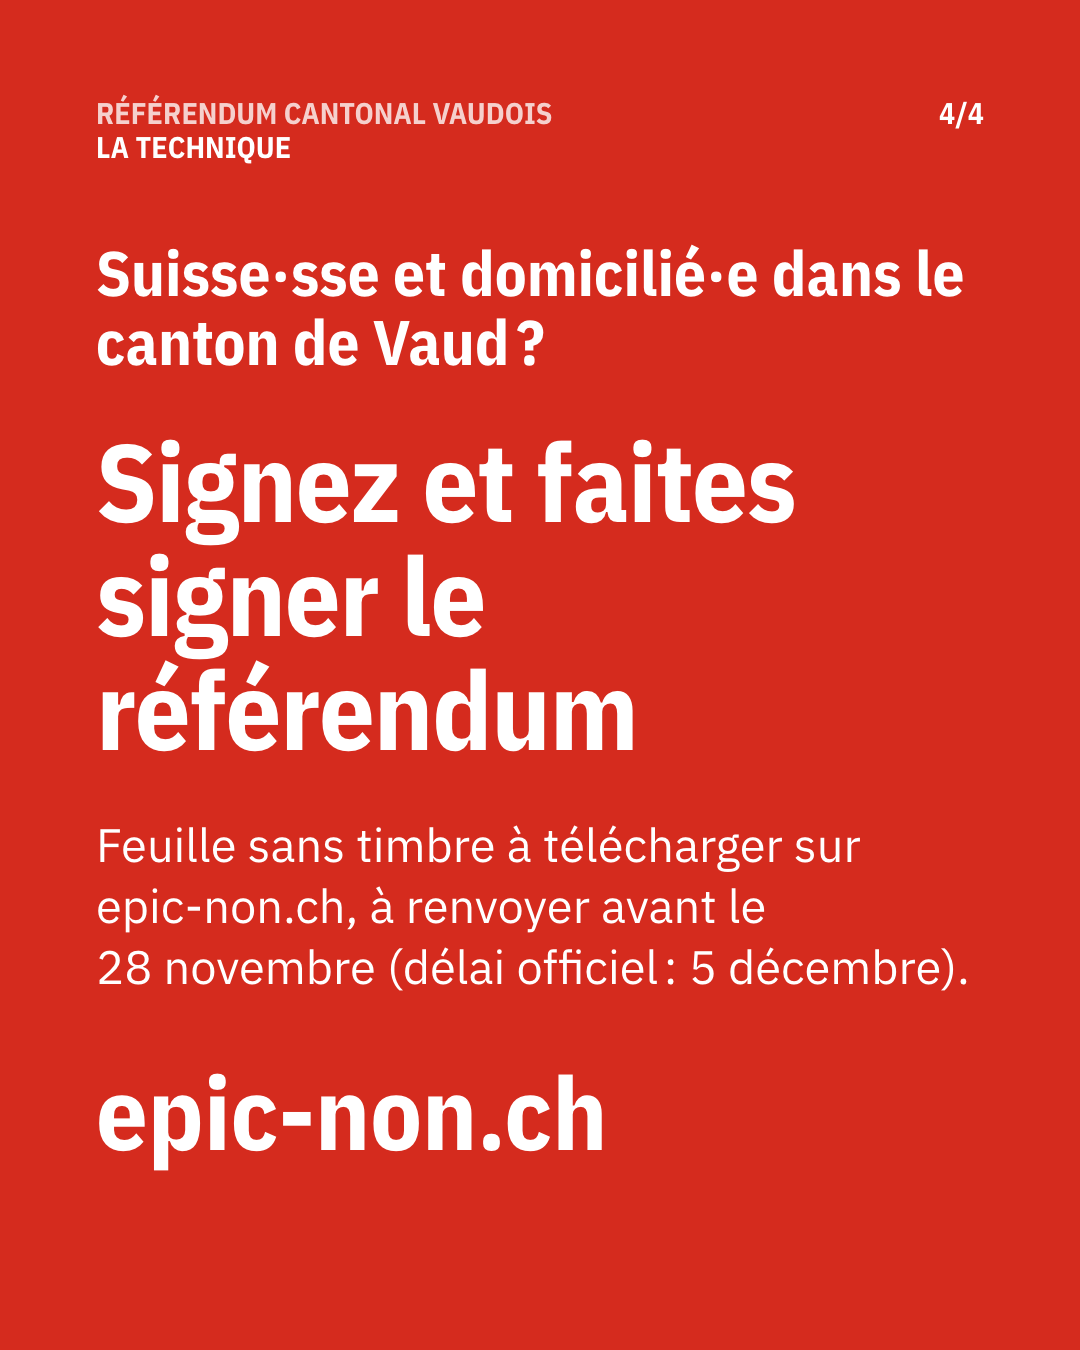 RÉFÉRENDUM CANTONAL VAUDOIS
4/4
LA TECHNIQUE
Suisse·sse et domicilié·e dans le
canton de Vaud ?
Signez et faites
signer le
référendum
Feuille sans timbre à télécharger sur
epic-non.ch, à renvoyer avant le
28 novembre (délai officiel : 5 décembre).
epic-non.ch